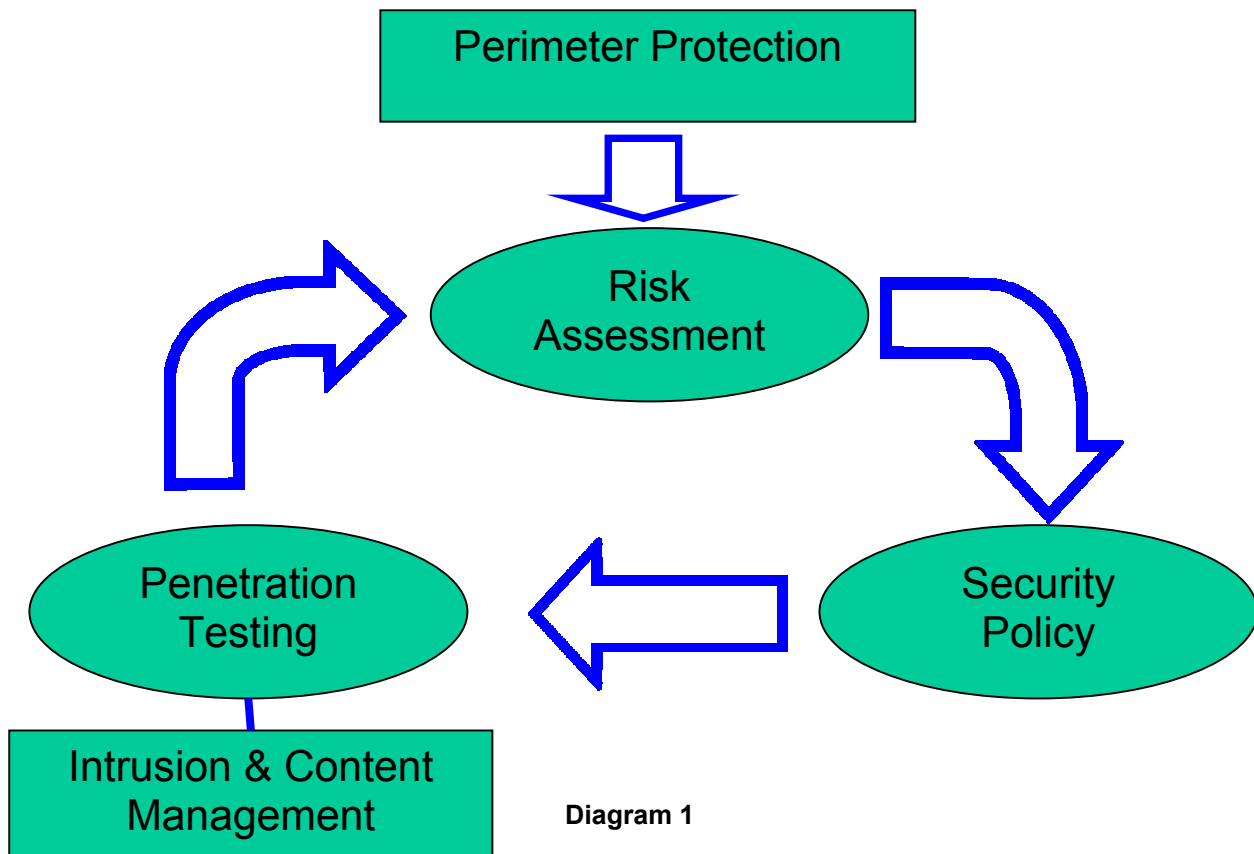 Perimeter Protection
Risk
Assessment
Security
Policy
Penetration
Testing
Intrusion & Content
Management
Diagram 1